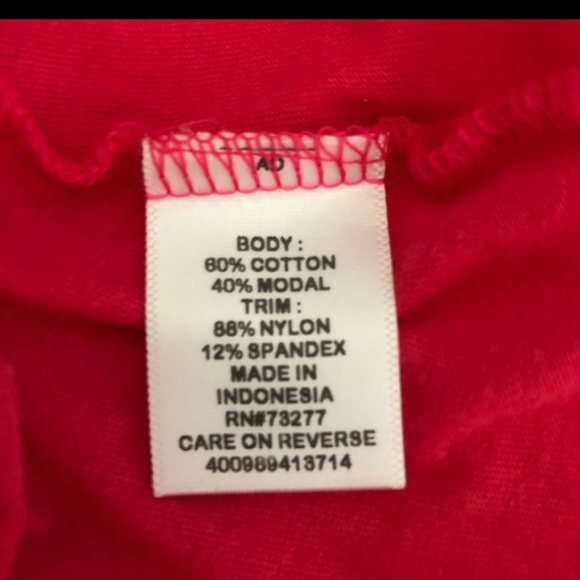 BODY :
60% COTTON
40% MODAL
TRIM :
88% NYLON
12% SPANDEX
MADE IN
INDONESIA
RN#73277
CARE ON REVERSE
400989413714